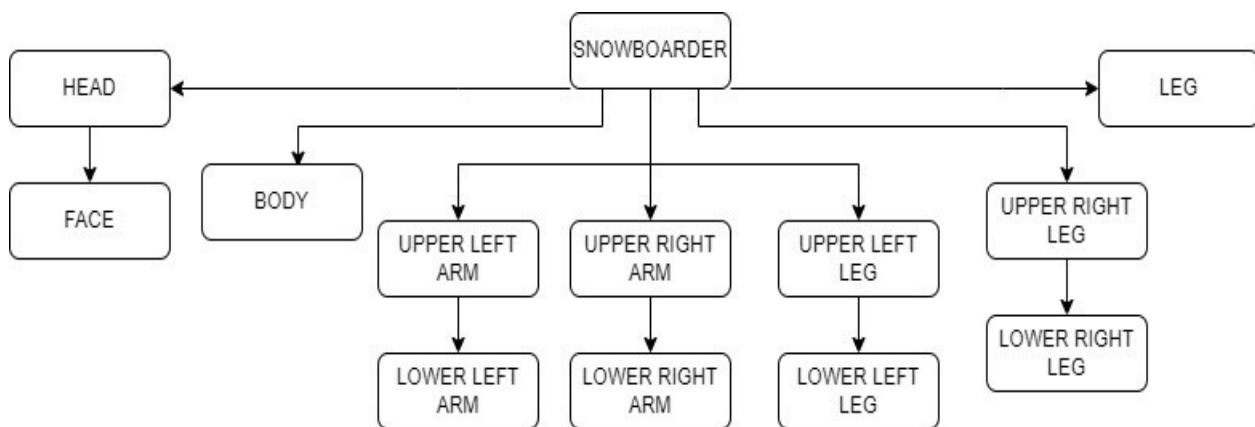 SNOWBOARDER
HEAD
LEG
FACE
BODY
UPPER LEFT
ARM
UPPER RIGHT
ARM
UPPER LEFT
LEG
UPPER RIGHT
LEG
LOWER LEFT
ARM
LOWER RIGHT
ARM
LOWER LEFT
LEG
LOWER RIGHT
LEG